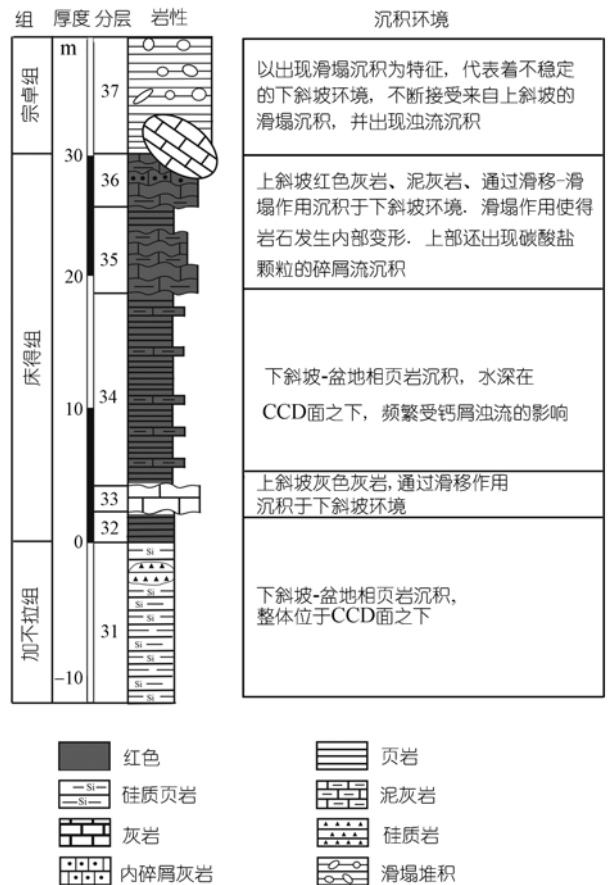 组 厚度 分层 岩性 沉积环境
m
宗卓组
37
以出现滑塌沉积为特征，代表着不稳定
的下斜坡环境，不断接受来自上斜坡的
滑塌沉积，并出现浊流沉积
30
床得组
36
上斜坡红色灰岩、泥灰岩、通过滑移-滑
塌作用沉积于下斜坡环境. 滑塌作用使得
岩石发生内部变形. 上部还出现碳酸盐
颗粒的碎屑流沉积
35
20
34
下斜坡-盆地相页岩沉积，水深在
CCD面之下，频繁受钙屑浊流的影响
10
33
上斜坡灰色灰岩,通过滑移作用
沉积于下斜坡环境
32
0
加不拉组
31
Si
Si
Si
Si
Si
Si
Si
Si
Si
下斜坡-盆地相页岩沉积，
整体位于CCD面之下
-10
红色 页岩
Si
Si
硅质页岩 泥灰岩
灰岩 硅质岩
内碎屑灰岩 滑塌堆积